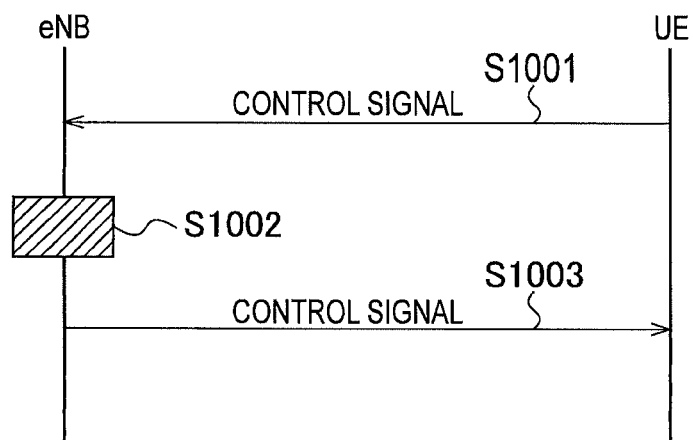 eNB
UE
S1001
CONTROL SIGNAL
S1002
S1003
CONTROL SIGNAL